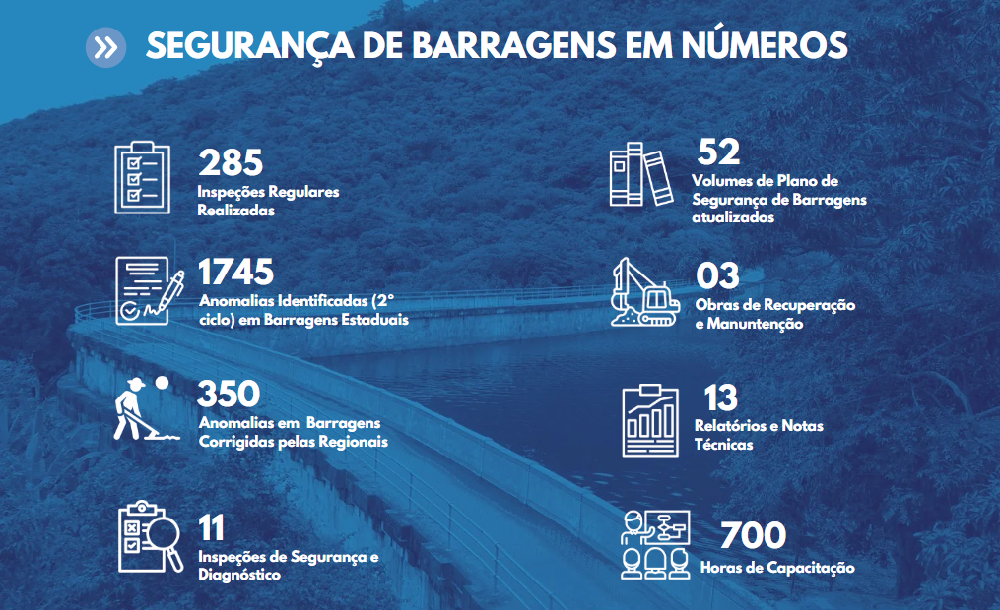 SEGURANÇA DE BARRAGENS EM NÚMEROS
285
Inspeções Regulares
Realizadas
1745
Anomalias Identificadas (2º
ciclo) em Barragens Estaduais
350
Anomalias em Barragens
Corrigidas pelas Regionais
11
Inspeções de Segurança e
Diagnóstico
52
Volumes de Plano de
Segurança de Barragens
atualizados
03
Obras de Recuperação
e Manuntenção
13
Relatórios e Notas
Técnicas
700
Horas de Capacitação